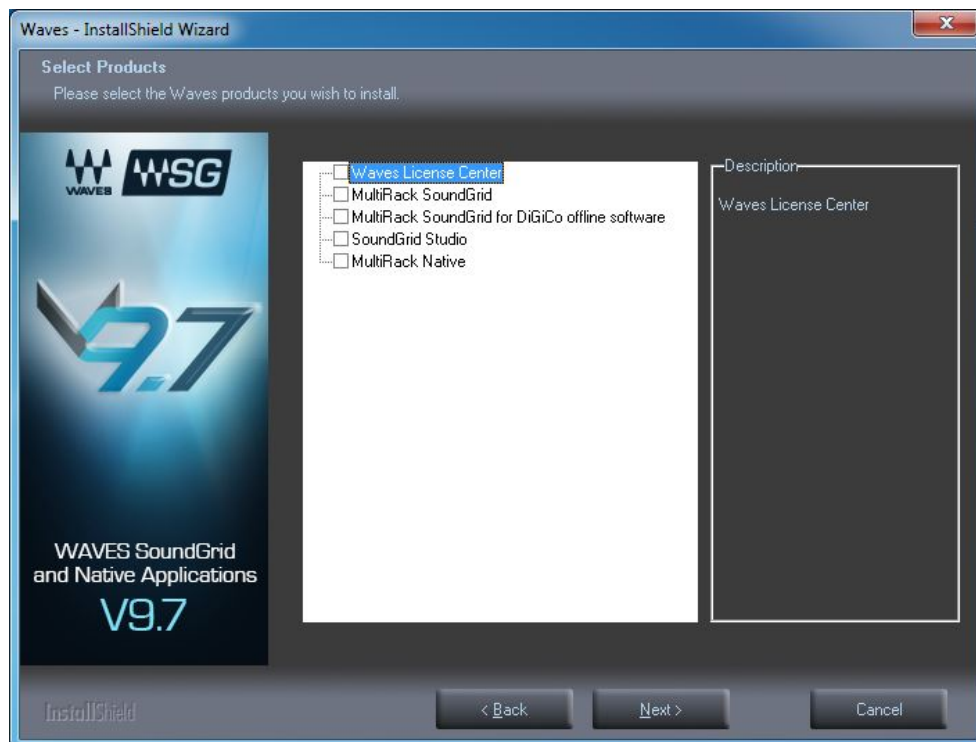 Waves - InstallShield Wizard
Select Products
Please select the Waves products you wish to install.
WAVES WSG
V9.7
WAVES SoundGrid
and Native Applications
V9.7
Waves License Center
MultiRack SoundGrid
MultiRack SoundGrid for DiGiCo offline software
SoundGrid Studio
MultiRack Native
Description
Waves License Center
InstallShield
< Back
Next >
Cancel